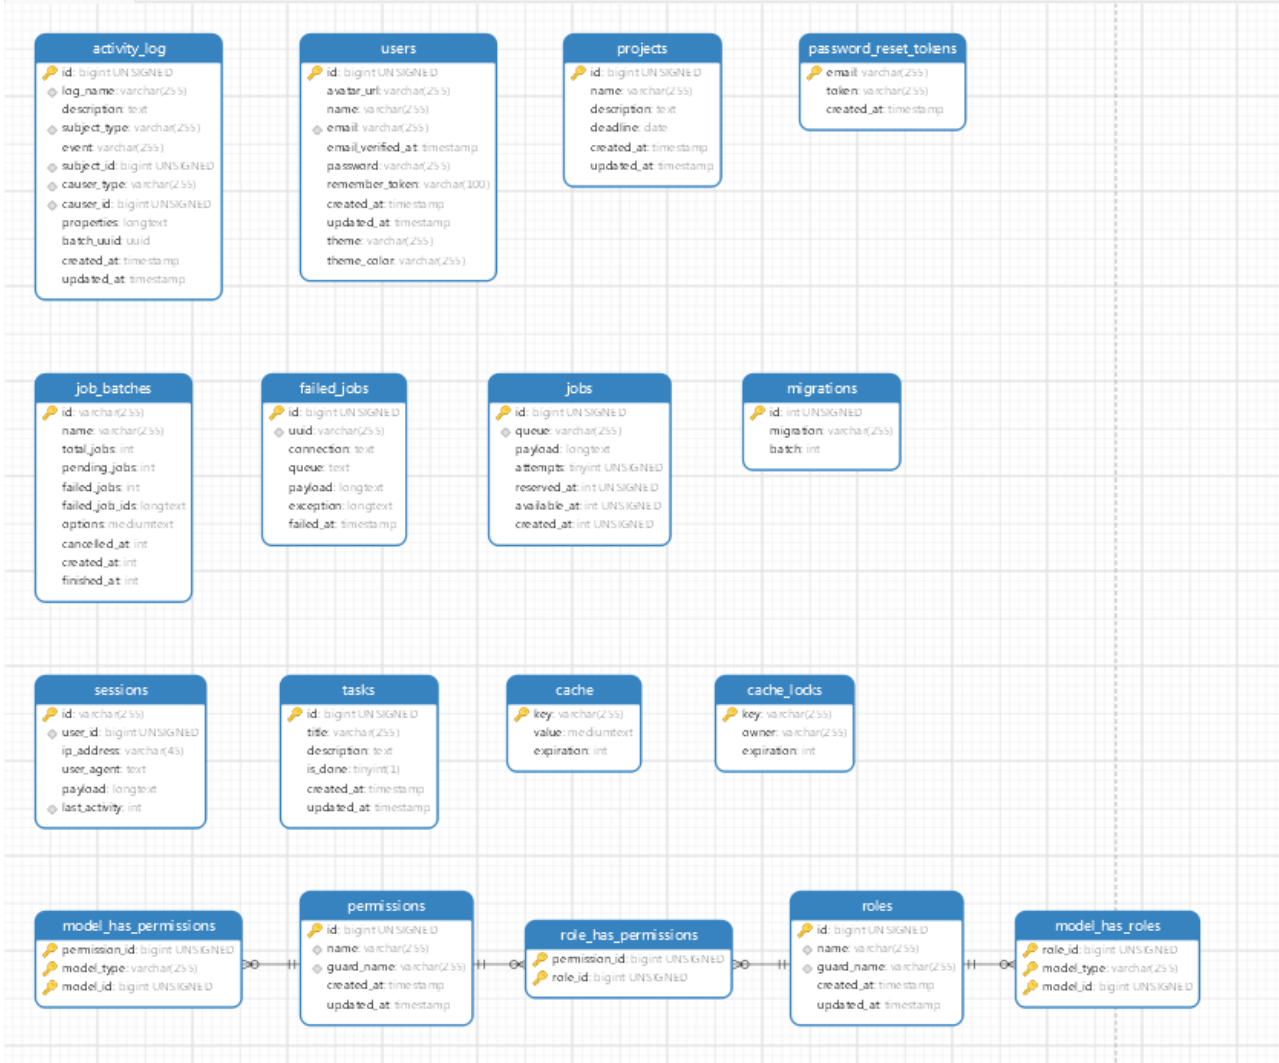 activity_log
id: bigint UNSIGNED
log_name: varchar(255)
description: text
subject_type: varchar(255)
event: varchar(255)
subject_id: bigint UNSIGNED
causer_type: varchar(255)
causer_id: bigint UNSIGNED
properties: longtext
batch_uuid: uuid
created_at: timestamp
updated_at: timestamp
users
id: bigint UNSIGNED
avatar_url: varchar(255)
name: varchar(255)
email: varchar(255)
email_verified_at: timestamp
password: varchar(255)
remember_token: varchar(100)
created_at: timestamp
updated_at: timestamp
theme: varchar(255)
theme_color: varchar(255)
projects
id: bigint UNSIGNED
name: varchar(255)
description: text
deadline: date
created_at: timestamp
updated_at: timestamp
password_reset_tokens
email: varchar(255)
token: varchar(255)
created_at: timestamp
job_batches
id: varchar(255)
name: varchar(255)
total_jobs: int
pending_jobs: int
failed_jobs: int
failed_job_ids: longtext
options: mediumtext
cancelled_at: int
created_at: int
finished_at: int
failed_jobs
id: bigint UNSIGNED
uuid: varchar(255)
connection: text
queue: text
payload: longtext
exception: longtext
failed_at: timestamp
jobs
id: bigint UNSIGNED
queue: varchar(255)
payload: longtext
attempts: tinyint UNSIGNED
reserved_at: int UNSIGNED
available_at: int UNSIGNED
created_at: int UNSIGNED
migrations
id: int UNSIGNED
migration: varchar(255)
batch: int
sessions
id: varchar(255)
user_id: bigint UNSIGNED
ip_address: varchar(45)
user_agent: text
payload: longtext
last_activity: int
tasks
id: bigint UNSIGNED
title: varchar(255)
description: text
is_done: tinyint(1)
created_at: timestamp
updated_at: timestamp
cache
key: varchar(255)
value: mediumtext
expiration: int
cache_locks
key: varchar(255)
owner: varchar(255)
expiration: int
model_has_permissions
permission_id: bigint UNSIGNED
model_type: varchar(255)
model_id: bigint UNSIGNED
permissions
id: bigint UNSIGNED
name: varchar(255)
guard_name: varchar(255)
created_at: timestamp
updated_at: timestamp
role_has_permissions
permission_id: bigint UNSIGNED
role_id: bigint UNSIGNED
roles
id: bigint UNSIGNED
name: varchar(255)
guard_name: varchar(255)
created_at: timestamp
updated_at: timestamp
model_has_roles
role_id: bigint UNSIGNED
model_type: varchar(255)
model_id: bigint UNSIGNED